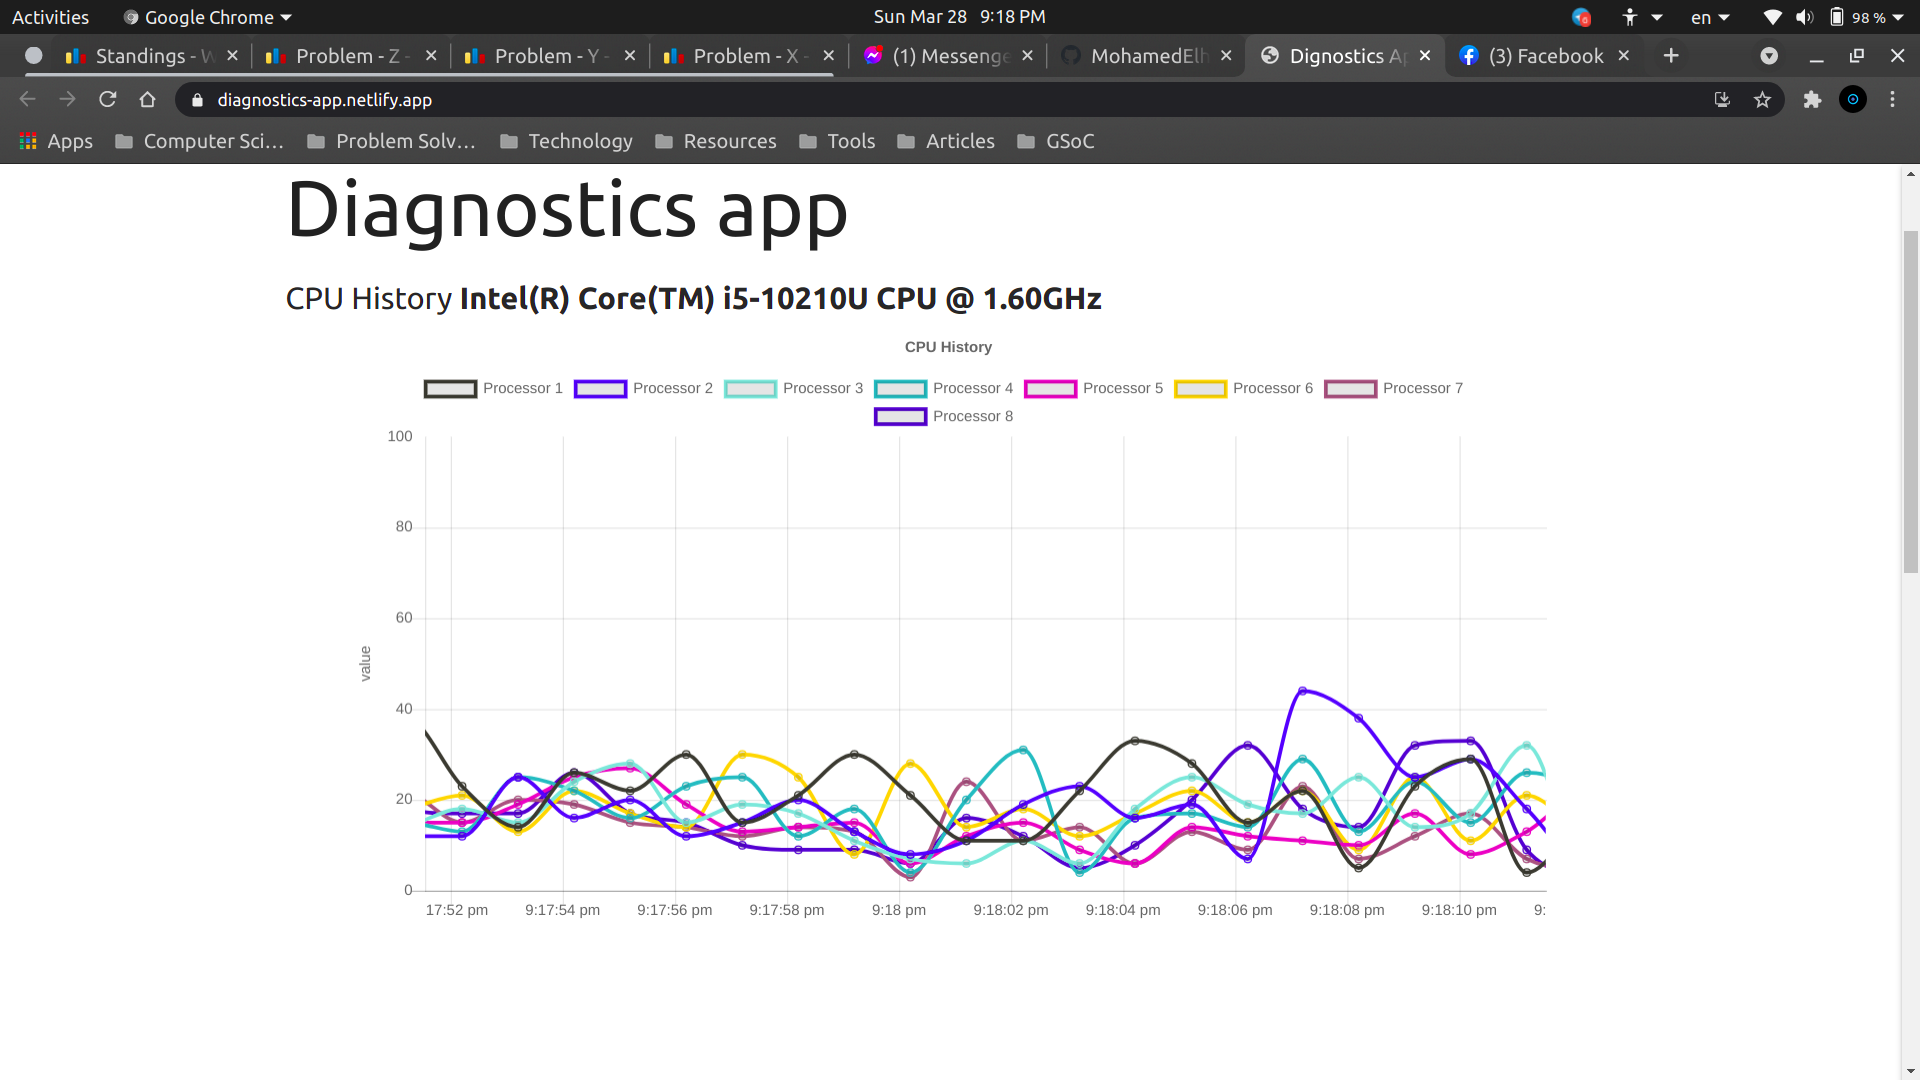 Activities Google Chrome Sun Mar 28 9:18 PM en 98 %
Standings - W Problem - Z - Problem - Y - Problem - X - (1) Messenge MohamedElh Dignostics Ap (3) Facebook
diagnostics-app.netlify.app
Apps Computer Sci... Problem Solv... Technology Resources Tools Articles GSoC
Diagnostics app
CPU History Intel(R) Core(TM) i5-10210U CPU @ 1.60GHz
CPU History
Processor 1 Processor 2 Processor 3 Processor 4 Processor 5 Processor 6 Processor 7
Processor 8
100
80
60
value
40
20
0
17:52 pm 9:17:54 pm 9:17:56 pm 9:17:58 pm 9:18 pm 9:18:02 pm 9:18:04 pm 9:18:06 pm 9:18:08 pm 9:18:10 pm 9: